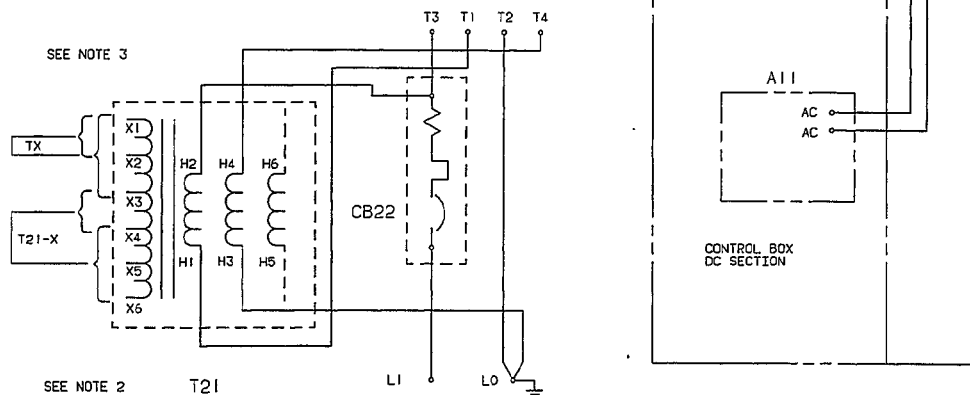 T3 T1 T2 T4
SEE NOTE 3
A11
AC
AC
X1
TX
X2
H2 H4 H6
X3
CB22
T21-X
X4
H1 H3 H5
X5
X6
CONTROL BOX
DC SECTION
SEE NOTE 2
T21
L1
L0